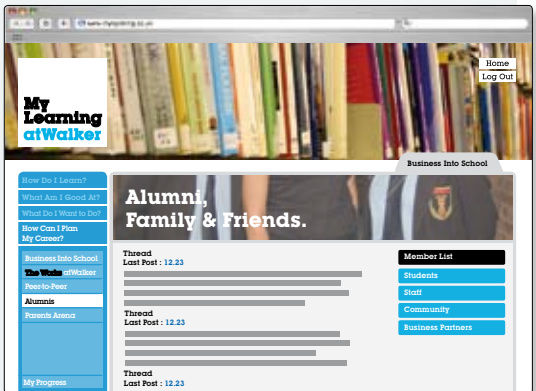 Home
Log Out
My
Learning
atWalker
Business Into School
How Do I Learn?
What Am I Good At?
What Do I Want to Do?
How Can I Plan
My Career?
Business Into School
The Works atWalker
Peer-to-Peer
Alumnis
Parents Arena
My Progress
Alumni,
Family & Friends.
Thread
Last Post : 12.23
Thread
Last Post : 12.23
Thread
Last Post : 12.23
Member List
Students
Staff
Community
Business Partners